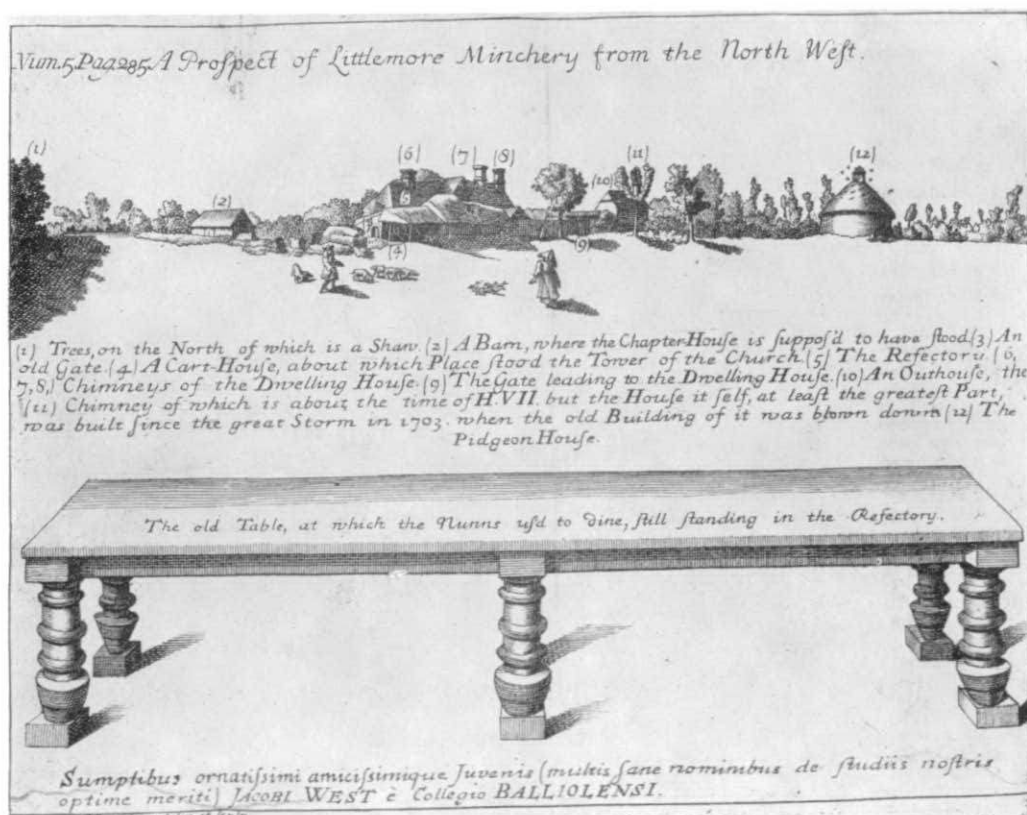 Num.5.Pag.285. A Proſpect of Littlemore Minchery from the North Weſt.
(1)
(2)
(6)
(7)
(8)
(10)
(11)
(12)
5
(4)
(9)
(1) Trees, on the North of which is a Shaw. (2) A Barn, where the Chapter-Houſe is ſuppoſ'd to have ſtood (3) An
old Gate. (4) A Cart-Houſe, about which Place ſtood the Tower of the Church. (5) The Refectory. (6,
7,8,) Chimneys of the Dwelling Houſe. (9) The Gate leading to the Dwelling Houſe. (10) An Outhouſe, the
(11) Chimney of which is about the time of H.VII. but the Houſe it ſelf, at leaſt the greateſt Part,
was built ſince the great Storm in 1703. when the old Building of it was blown down. (12) The
Pidgeon Houſe.
The old Table, at which the Nunns uſ'd to dine, ſtill ſtanding in the Refectory.
Sumptibus ornatiſſimi amiciſſimique Juvenis (multis ſane nominibus de ſtudiis noſtris
optime meriti) JACOBI WEST è Collegio BALLIOLENSI.